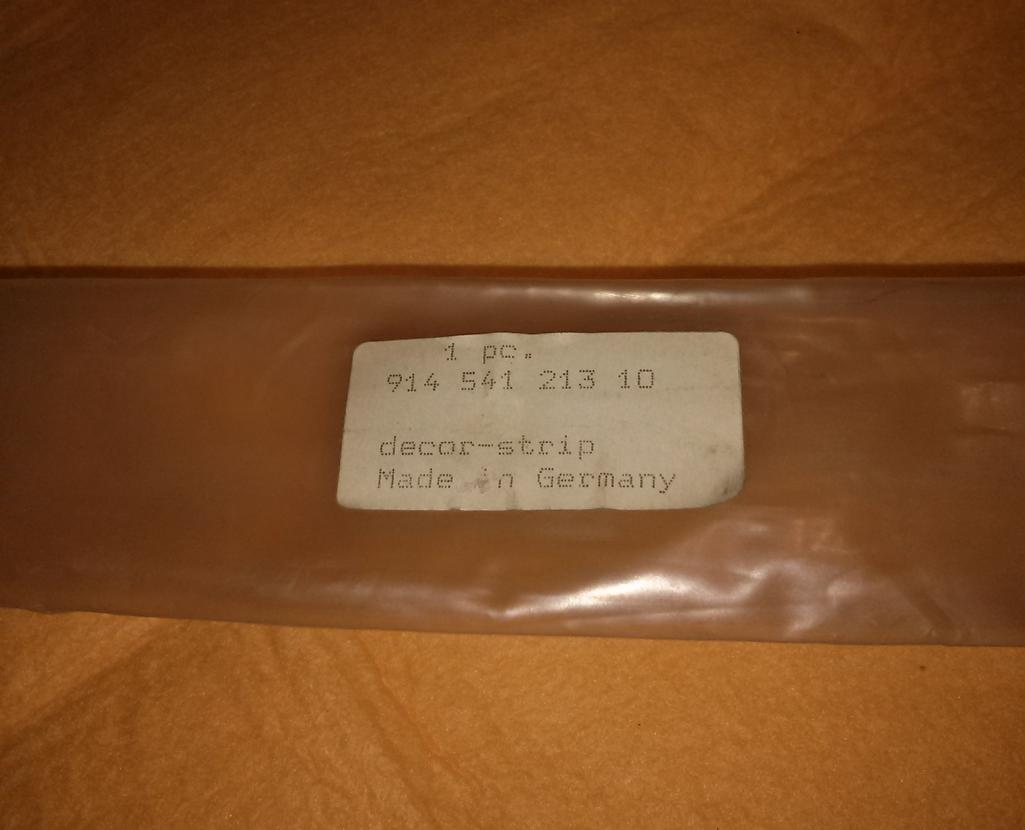 1 pc.
914 541 213 10
decor-strip
Made in Germany